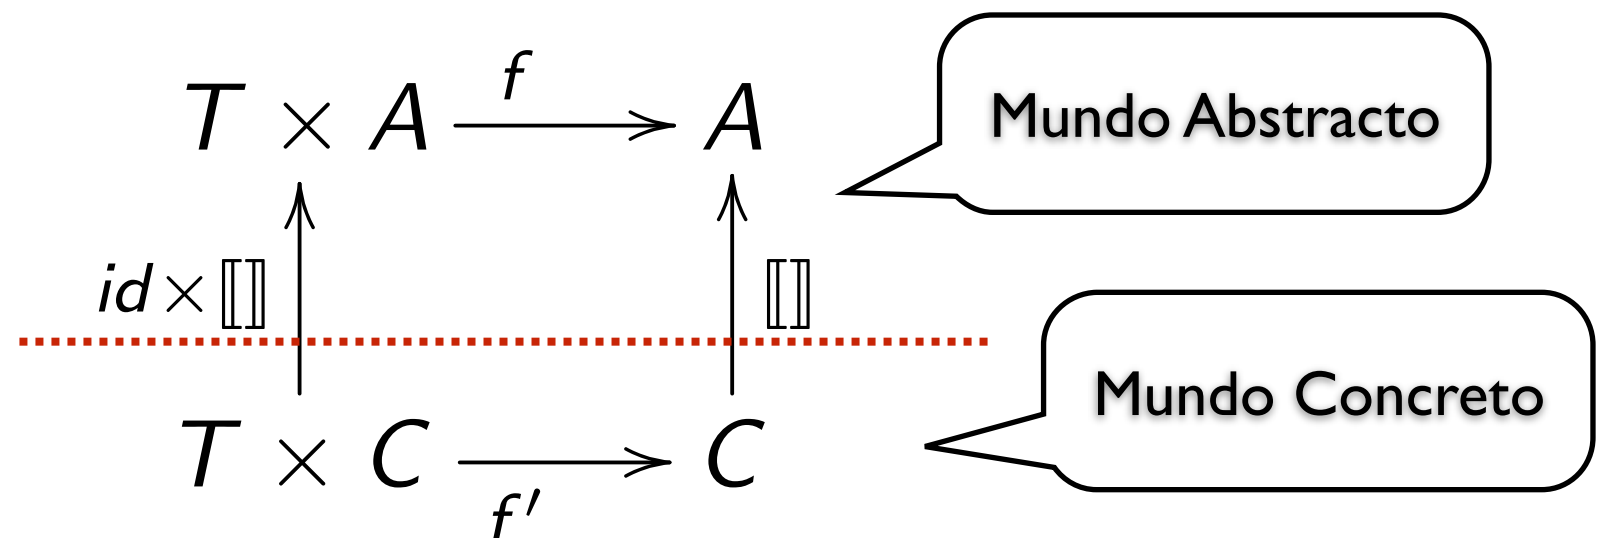 f
T × A
A
Mundo Abstracto
id × ⟦⟧
⟦⟧
Mundo Concreto
T × C
C
f′